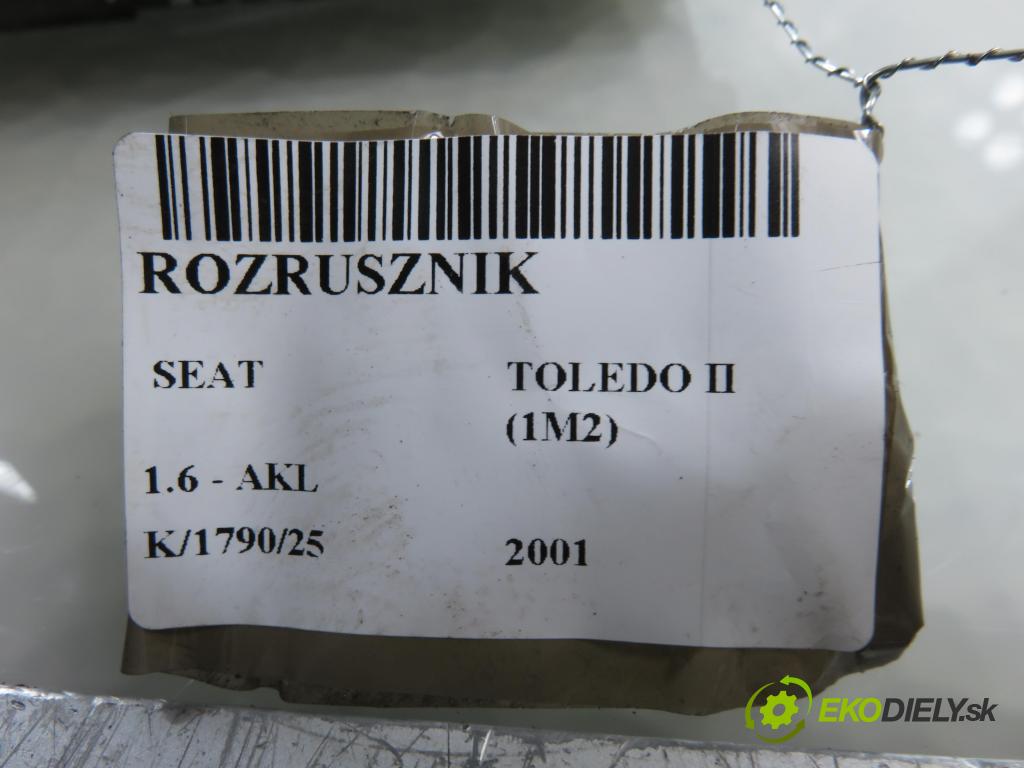 ROZRUSZNIK
SEAT TOLEDO II
(1M2)
1.6 - AKL
K/1790/25 2001
EKODIELY.sk